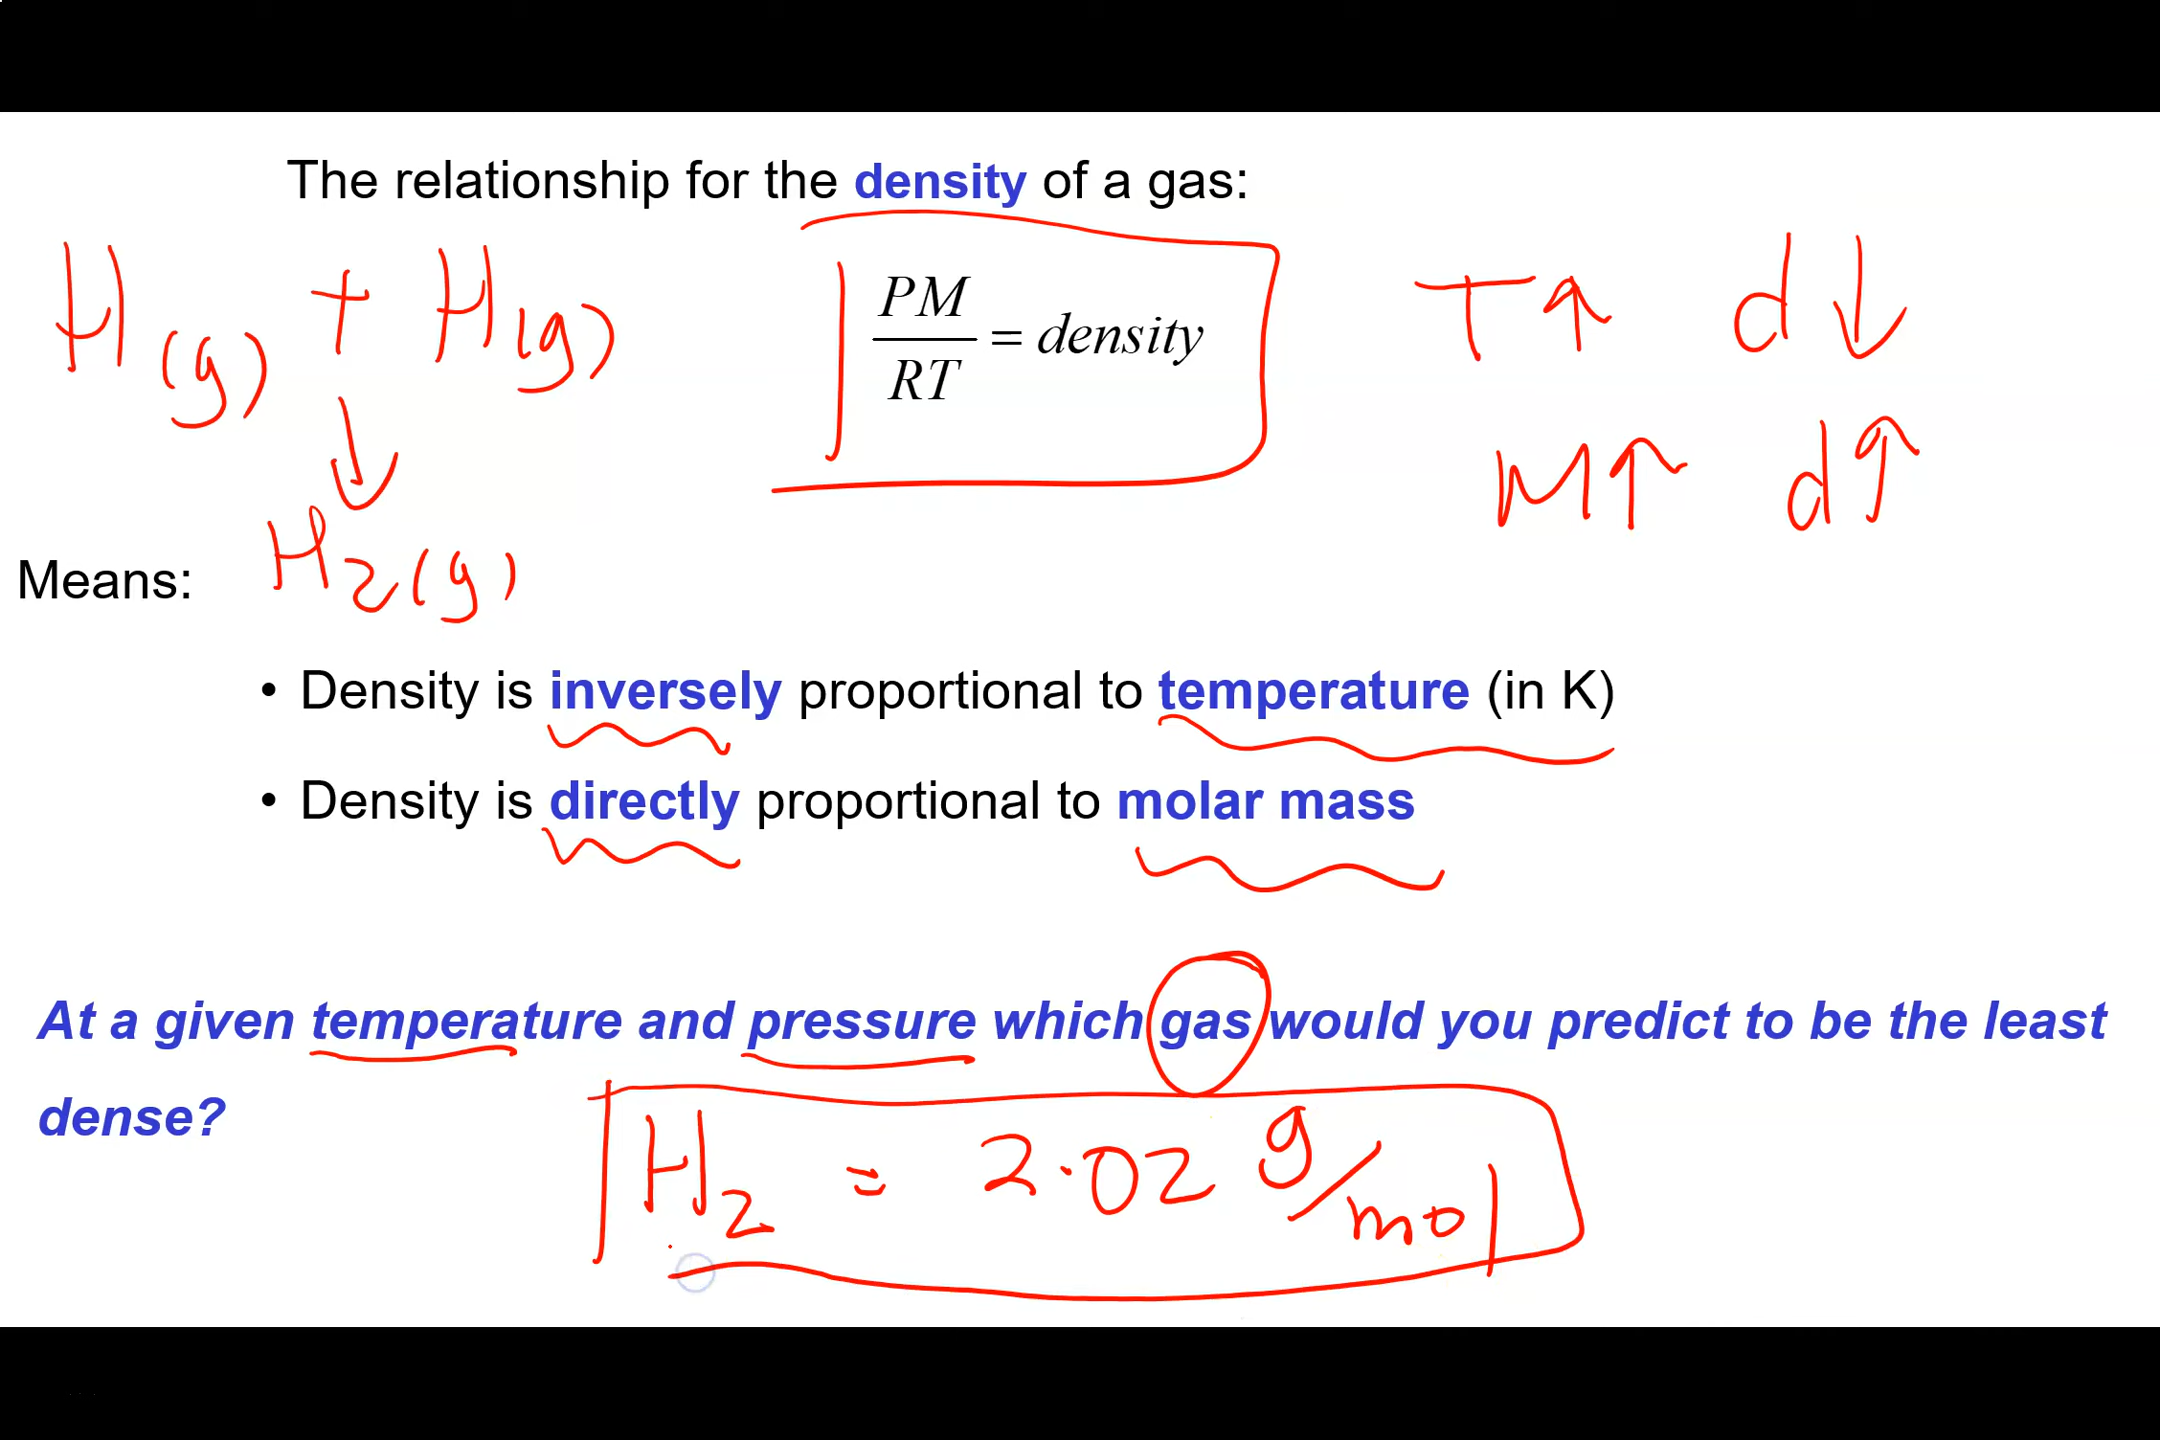 The relationship for the density of a gas:
H(g) + H(g)
↓
H2(g)
PM
RT
= density
T↑ d↓
M↑ d↑
Means:
• Density is inversely proportional to temperature (in K)
• Density is directly proportional to molar mass
At a given temperature and pressure which gas would you predict to be the least
dense?
H2 = 2.02 g/mol